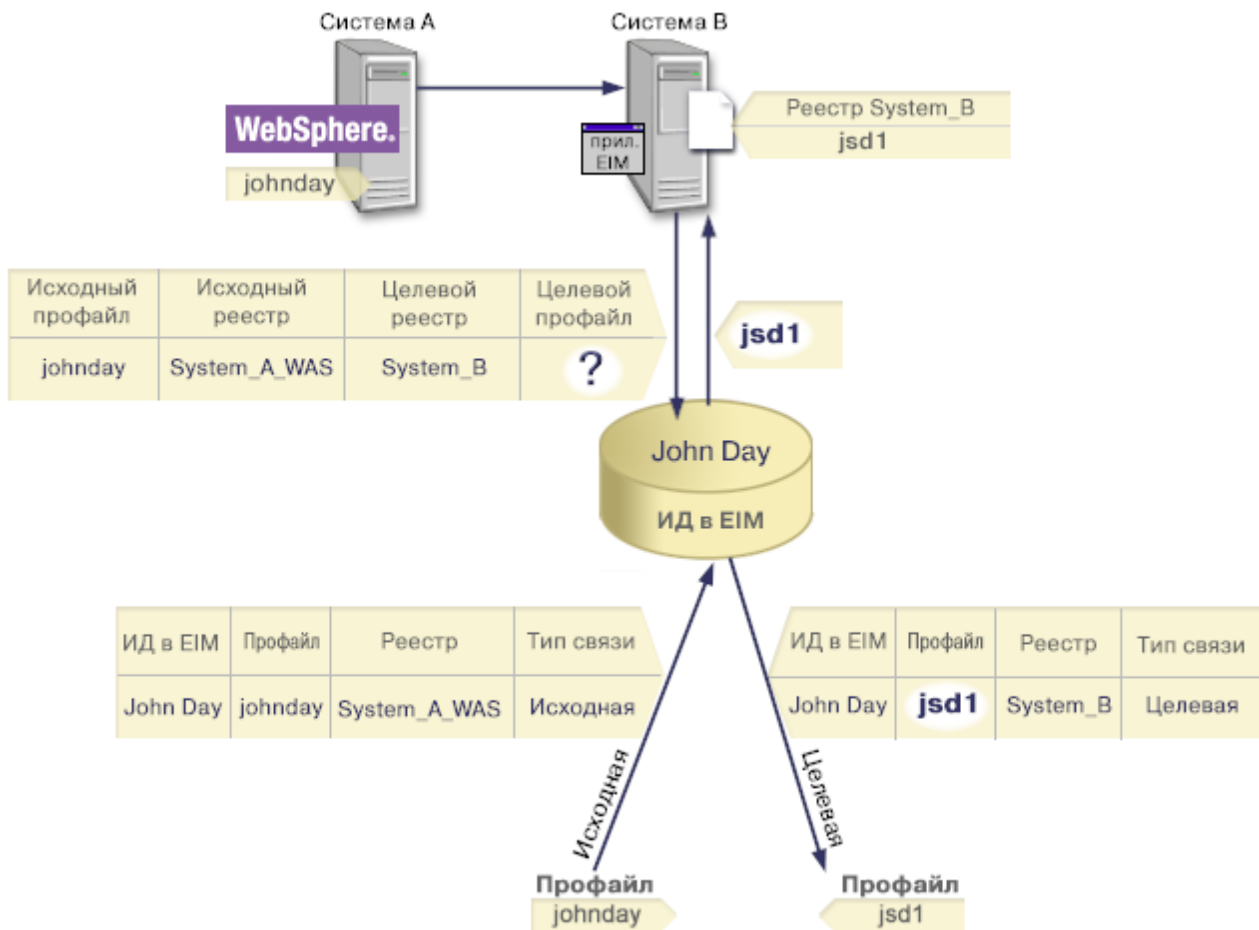 Система A
Система B
WebSphere.
johnday
прил.
EIM
Реестр System_B
jsd1
Исходный профайл
Исходный реестр
Целевой реестр
Целевой профайл
johnday
System_A_WAS
System_B
?
jsd1
John Day
ИД в EIM
ИД в EIM
Профайл
Реестр
Тип связи
John Day
johnday
System_A_WAS
Исходная
ИД в EIM
Профайл
Реестр
Тип связи
John Day
jsd1
System_B
Целевая
Исходная
Целевая
Профайл
johnday
Профайл
jsd1